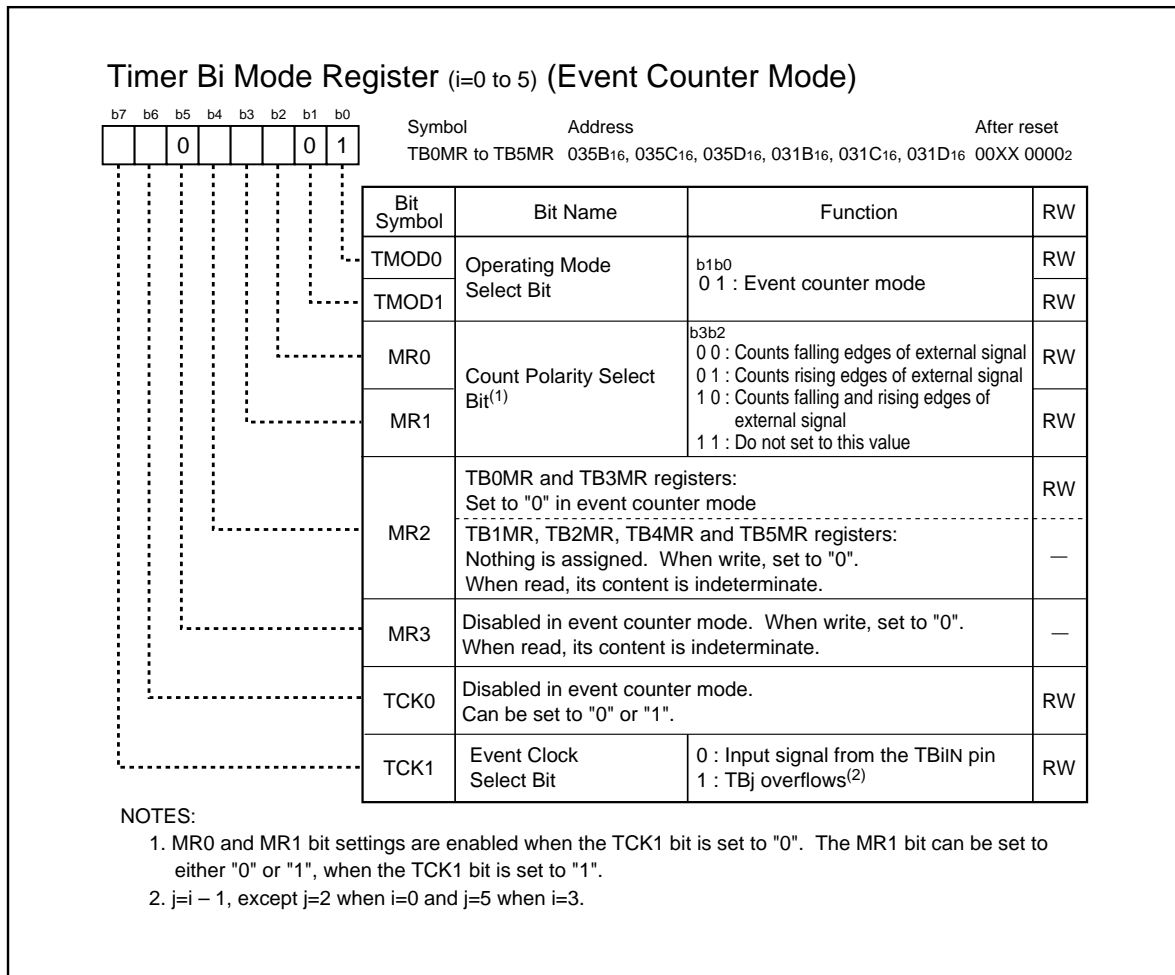 Timer Bi Mode Register (i=0 to 5) (Event Counter Mode)
b7 b6 b5 b4 b3 b2 b1 b0
0 0 1
Symbol Address After reset
TB0MR to TB5MR 035B16, 035C16, 035D16, 031B16, 031C16, 031D16 00XX 00002
Bit Symbol Bit Name Function RW
TMOD0 RW
Operating Mode
Select Bit
b1b0
0 1 : Event counter mode
TMOD1 RW
MR0 RW
Count Polarity Select
Bit(1)
b3b2
0 0 : Counts falling edges of external signal
0 1 : Counts rising edges of external signal
1 0 : Counts falling and rising edges of
external signal
1 1 : Do not set to this value
MR1 RW
MR2
TB0MR and TB3MR registers:
Set to "0" in event counter mode
RW
TB1MR, TB2MR, TB4MR and TB5MR registers:
Nothing is assigned. When write, set to "0".
When read, its content is indeterminate.
—
MR3
Disabled in event counter mode. When write, set to "0".
When read, its content is indeterminate.
—
TCK0
Disabled in event counter mode.
Can be set to "0" or "1".
RW
TCK1
Event Clock
Select Bit
0 : Input signal from the TBiIN pin
1 : TBj overflows(2)
RW
NOTES:
1. MR0 and MR1 bit settings are enabled when the TCK1 bit is set to "0". The MR1 bit can be set to
either "0" or "1", when the TCK1 bit is set to "1".
2. j=i – 1, except j=2 when i=0 and j=5 when i=3.